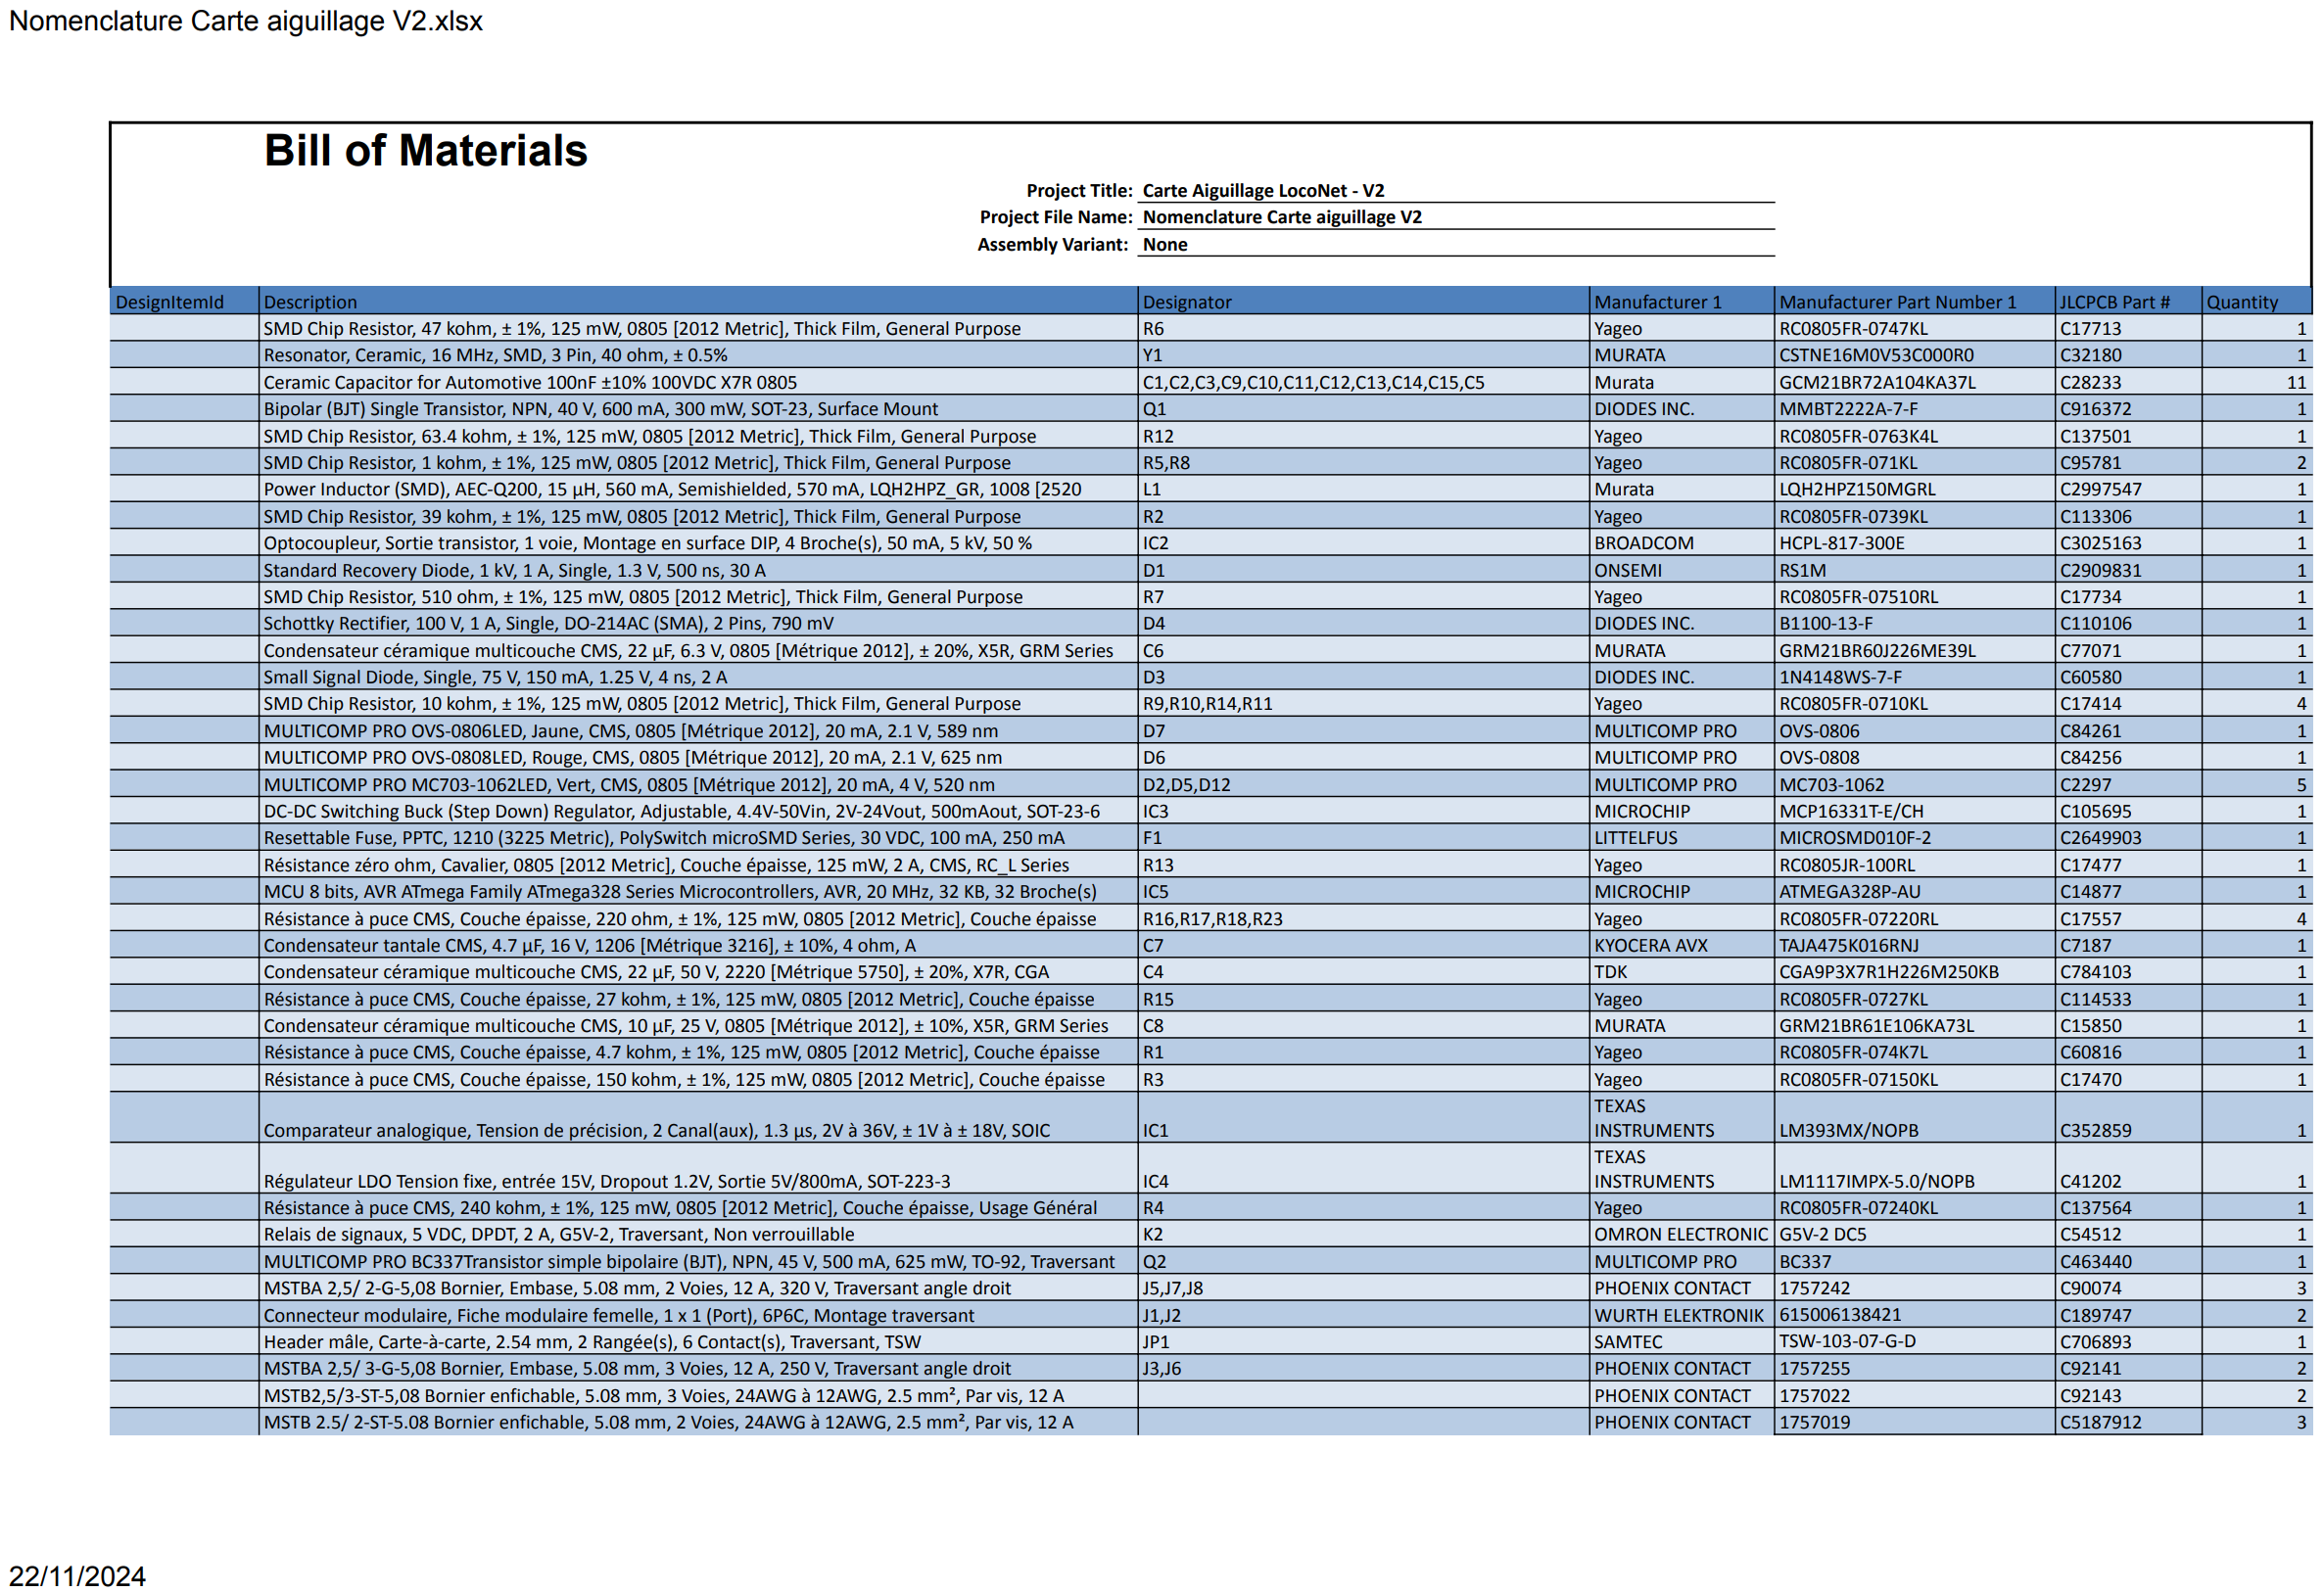 Nomenclature Carte aiguillage V2.xlsx
Bill of Materials
Project Title: Carte Aiguillage LocoNet - V2
Project File Name: Nomenclature Carte aiguillage V2
Assembly Variant: None
DesignItemId Description Designator Manufacturer 1 Manufacturer Part Number 1 JLCPCB Part # Quantity
SMD Chip Resistor, 47 kohm, ± 1%, 125 mW, 0805 [2012 Metric], Thick Film, General Purpose R6 Yageo RC0805FR-0747KL C17713 1
Resonator, Ceramic, 16 MHz, SMD, 3 Pin, 40 ohm, ± 0.5% Y1 MURATA CSTNE16M0V53C000R0 C32180 1
Ceramic Capacitor for Automotive 100nF ±10% 100VDC X7R 0805 C1,C2,C3,C9,C10,C11,C12,C13,C14,C15,C5 Murata GCM21BR72A104KA37L C28233 11
Bipolar (BJT) Single Transistor, NPN, 40 V, 600 mA, 300 mW, SOT-23, Surface Mount Q1 DIODES INC. MMBT2222A-7-F C916372 1
SMD Chip Resistor, 63.4 kohm, ± 1%, 125 mW, 0805 [2012 Metric], Thick Film, General Purpose R12 Yageo RC0805FR-0763K4L C137501 1
SMD Chip Resistor, 1 kohm, ± 1%, 125 mW, 0805 [2012 Metric], Thick Film, General Purpose R5,R8 Yageo RC0805FR-071KL C95781 2
Power Inductor (SMD), AEC-Q200, 15 µH, 560 mA, Semishielded, 570 mA, LQH2HPZ_GR, 1008 [2520 L1 Murata LQH2HPZ150MGRL C2997547 1
SMD Chip Resistor, 39 kohm, ± 1%, 125 mW, 0805 [2012 Metric], Thick Film, General Purpose R2 Yageo RC0805FR-0739KL C113306 1
Optocoupleur, Sortie transistor, 1 voie, Montage en surface DIP, 4 Broche(s), 50 mA, 5 kV, 50 % IC2 BROADCOM HCPL-817-300E C3025163 1
Standard Recovery Diode, 1 kV, 1 A, Single, 1.3 V, 500 ns, 30 A D1 ONSEMI RS1M C2909831 1
SMD Chip Resistor, 510 ohm, ± 1%, 125 mW, 0805 [2012 Metric], Thick Film, General Purpose R7 Yageo RC0805FR-07510RL C17734 1
Schottky Rectifier, 100 V, 1 A, Single, DO-214AC (SMA), 2 Pins, 790 mV D4 DIODES INC. B1100-13-F C110106 1
Condensateur céramique multicouche CMS, 22 µF, 6.3 V, 0805 [Métrique 2012], ± 20%, X5R, GRM Series C6 MURATA GRM21BR60J226ME39L C77071 1
Small Signal Diode, Single, 75 V, 150 mA, 1.25 V, 4 ns, 2 A D3 DIODES INC. 1N4148WS-7-F C60580 1
SMD Chip Resistor, 10 kohm, ± 1%, 125 mW, 0805 [2012 Metric], Thick Film, General Purpose R9,R10,R14,R11 Yageo RC0805FR-0710KL C17414 4
MULTICOMP PRO OVS-0806LED, Jaune, CMS, 0805 [Métrique 2012], 20 mA, 2.1 V, 589 nm D7 MULTICOMP PRO OVS-0806 C84261 1
MULTICOMP PRO OVS-0808LED, Rouge, CMS, 0805 [Métrique 2012], 20 mA, 2.1 V, 625 nm D6 MULTICOMP PRO OVS-0808 C84256 1
MULTICOMP PRO MC703-1062LED, Vert, CMS, 0805 [Métrique 2012], 20 mA, 4 V, 520 nm D2,D5,D12 MULTICOMP PRO MC703-1062 C2297 5
DC-DC Switching Buck (Step Down) Regulator, Adjustable, 4.4V-50Vin, 2V-24Vout, 500mAout, SOT-23-6 IC3 MICROCHIP MCP16331T-E/CH C105695 1
Resettable Fuse, PPTC, 1210 (3225 Metric), PolySwitch microSMD Series, 30 VDC, 100 mA, 250 mA F1 LITTELFUS MICROSMD010F-2 C2649903 1
Résistance zéro ohm, Cavalier, 0805 [2012 Metric], Couche épaisse, 125 mW, 2 A, CMS, RC_L Series R13 Yageo RC0805JR-100RL C17477 1
MCU 8 bits, AVR ATmega Family ATmega328 Series Microcontrollers, AVR, 20 MHz, 32 KB, 32 Broche(s) IC5 MICROCHIP ATMEGA328P-AU C14877 1
Résistance à puce CMS, Couche épaisse, 220 ohm, ± 1%, 125 mW, 0805 [2012 Metric], Couche épaisse R16,R17,R18,R23 Yageo RC0805FR-07220RL C17557 4
Condensateur tantale CMS, 4.7 µF, 16 V, 1206 [Métrique 3216], ± 10%, 4 ohm, A C7 KYOCERA AVX TAJA475K016RNJ C7187 1
Condensateur céramique multicouche CMS, 22 µF, 50 V, 2220 [Métrique 5750], ± 20%, X7R, CGA C4 TDK CGA9P3X7R1H226M250KB C784103 1
Résistance à puce CMS, Couche épaisse, 27 kohm, ± 1%, 125 mW, 0805 [2012 Metric], Couche épaisse R15 Yageo RC0805FR-0727KL C114533 1
Condensateur céramique multicouche CMS, 10 µF, 25 V, 0805 [Métrique 2012], ± 10%, X5R, GRM Series C8 MURATA GRM21BR61E106KA73L C15850 1
Résistance à puce CMS, Couche épaisse, 4.7 kohm, ± 1%, 125 mW, 0805 [2012 Metric], Couche épaisse R1 Yageo RC0805FR-074K7L C60816 1
Résistance à puce CMS, Couche épaisse, 150 kohm, ± 1%, 125 mW, 0805 [2012 Metric], Couche épaisse R3 Yageo RC0805FR-07150KL C17470 1
TEXAS
Comparateur analogique, Tension de précision, 2 Canal(aux), 1.3 µs, 2V à 36V, ± 1V à ± 18V, SOIC IC1 INSTRUMENTS LM393MX/NOPB C352859 1
TEXAS
Régulateur LDO Tension fixe, entrée 15V, Dropout 1.2V, Sortie 5V/800mA, SOT-223-3 IC4 INSTRUMENTS LM1117IMPX-5.0/NOPB C41202 1
Résistance à puce CMS, 240 kohm, ± 1%, 125 mW, 0805 [2012 Metric], Couche épaisse, Usage Général R4 Yageo RC0805FR-07240KL C137564 1
Relais de signaux, 5 VDC, DPDT, 2 A, G5V-2, Traversant, Non verrouillable K2 OMRON ELECTRONIC G5V-2 DC5 C54512 1
MULTICOMP PRO BC337Transistor simple bipolaire (BJT), NPN, 45 V, 500 mA, 625 mW, TO-92, Traversant Q2 MULTICOMP PRO BC337 C463440 1
MSTBA 2,5/ 2-G-5,08 Bornier, Embase, 5.08 mm, 2 Voies, 12 A, 320 V, Traversant angle droit J5,J7,J8 PHOENIX CONTACT 1757242 C90074 3
Connecteur modulaire, Fiche modulaire femelle, 1 x 1 (Port), 6P6C, Montage traversant J1,J2 WURTH ELEKTRONIK 615006138421 C189747 2
Header mâle, Carte-à-carte, 2.54 mm, 2 Rangée(s), 6 Contact(s), Traversant, TSW JP1 SAMTEC TSW-103-07-G-D C706893 1
MSTBA 2,5/ 3-G-5,08 Bornier, Embase, 5.08 mm, 3 Voies, 12 A, 250 V, Traversant angle droit J3,J6 PHOENIX CONTACT 1757255 C92141 2
MSTB2,5/3-ST-5,08 Bornier enfichable, 5.08 mm, 3 Voies, 24AWG à 12AWG, 2.5 mm², Par vis, 12 A PHOENIX CONTACT 1757022 C92143 2
MSTB 2.5/ 2-ST-5.08 Bornier enfichable, 5.08 mm, 2 Voies, 24AWG à 12AWG, 2.5 mm², Par vis, 12 A PHOENIX CONTACT 1757019 C5187912 3
22/11/2024